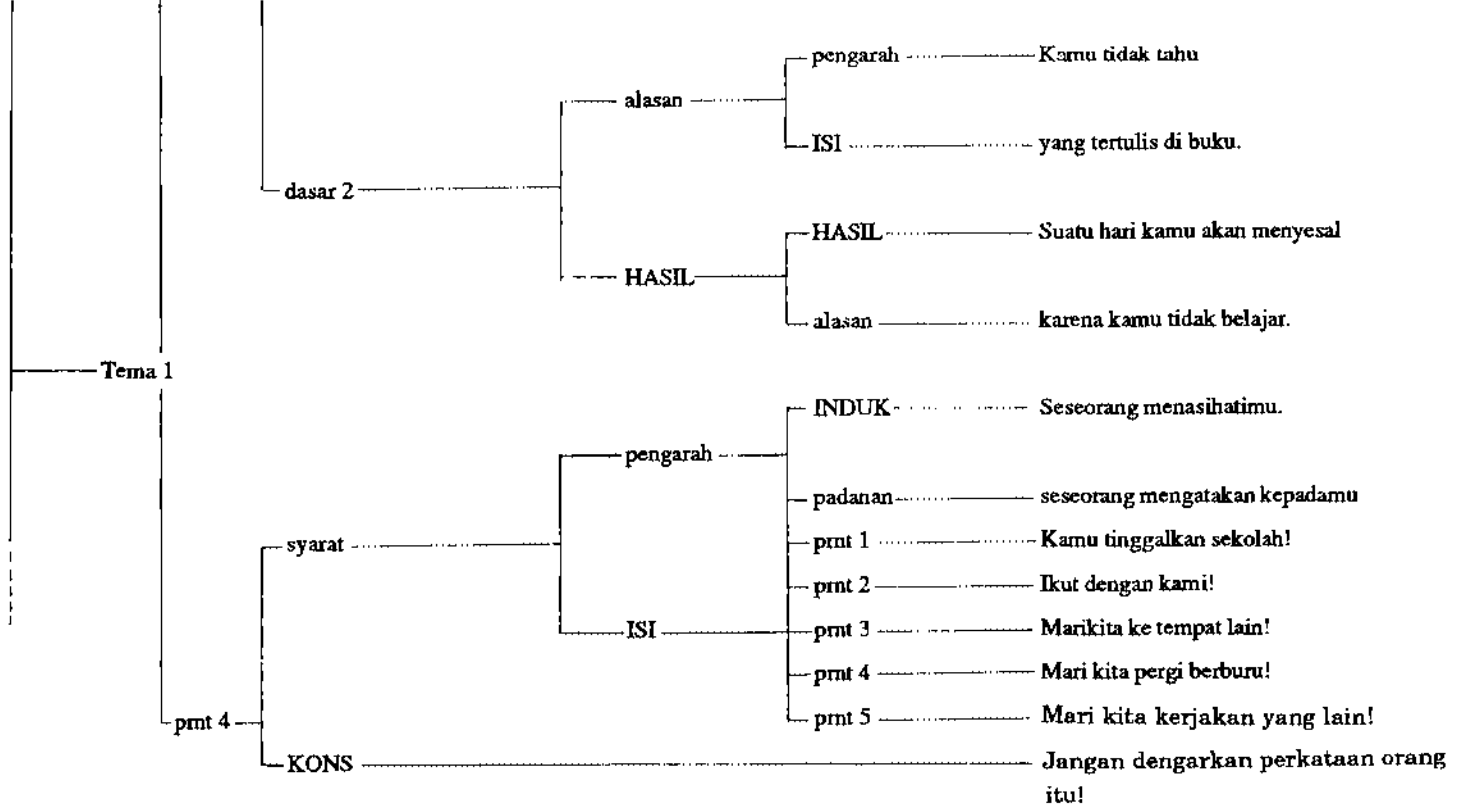 pengarah Kamu tidak tahu
alasan
ISI yang tertulis di buku.
dasar 2
HASIL Suatu hari kamu akan menyesal
HASIL
alasan karena kamu tidak belajar.
Tema 1
INDUK Seseorang menasihatimu.
pengarah
padanan seseorang mengatakan kepadamu
syarat
prnt 1 Kamu tinggalkan sekolah!
prnt 2 Ikut dengan kami!
ISI
prnt 3 Marikita ke tempat lain!
prnt 4 Mari kita pergi berburu!
prnt 4
prnt 5 Mari kita kerjakan yang lain!
KONS Jangan dengarkan perkataan orang
itu!